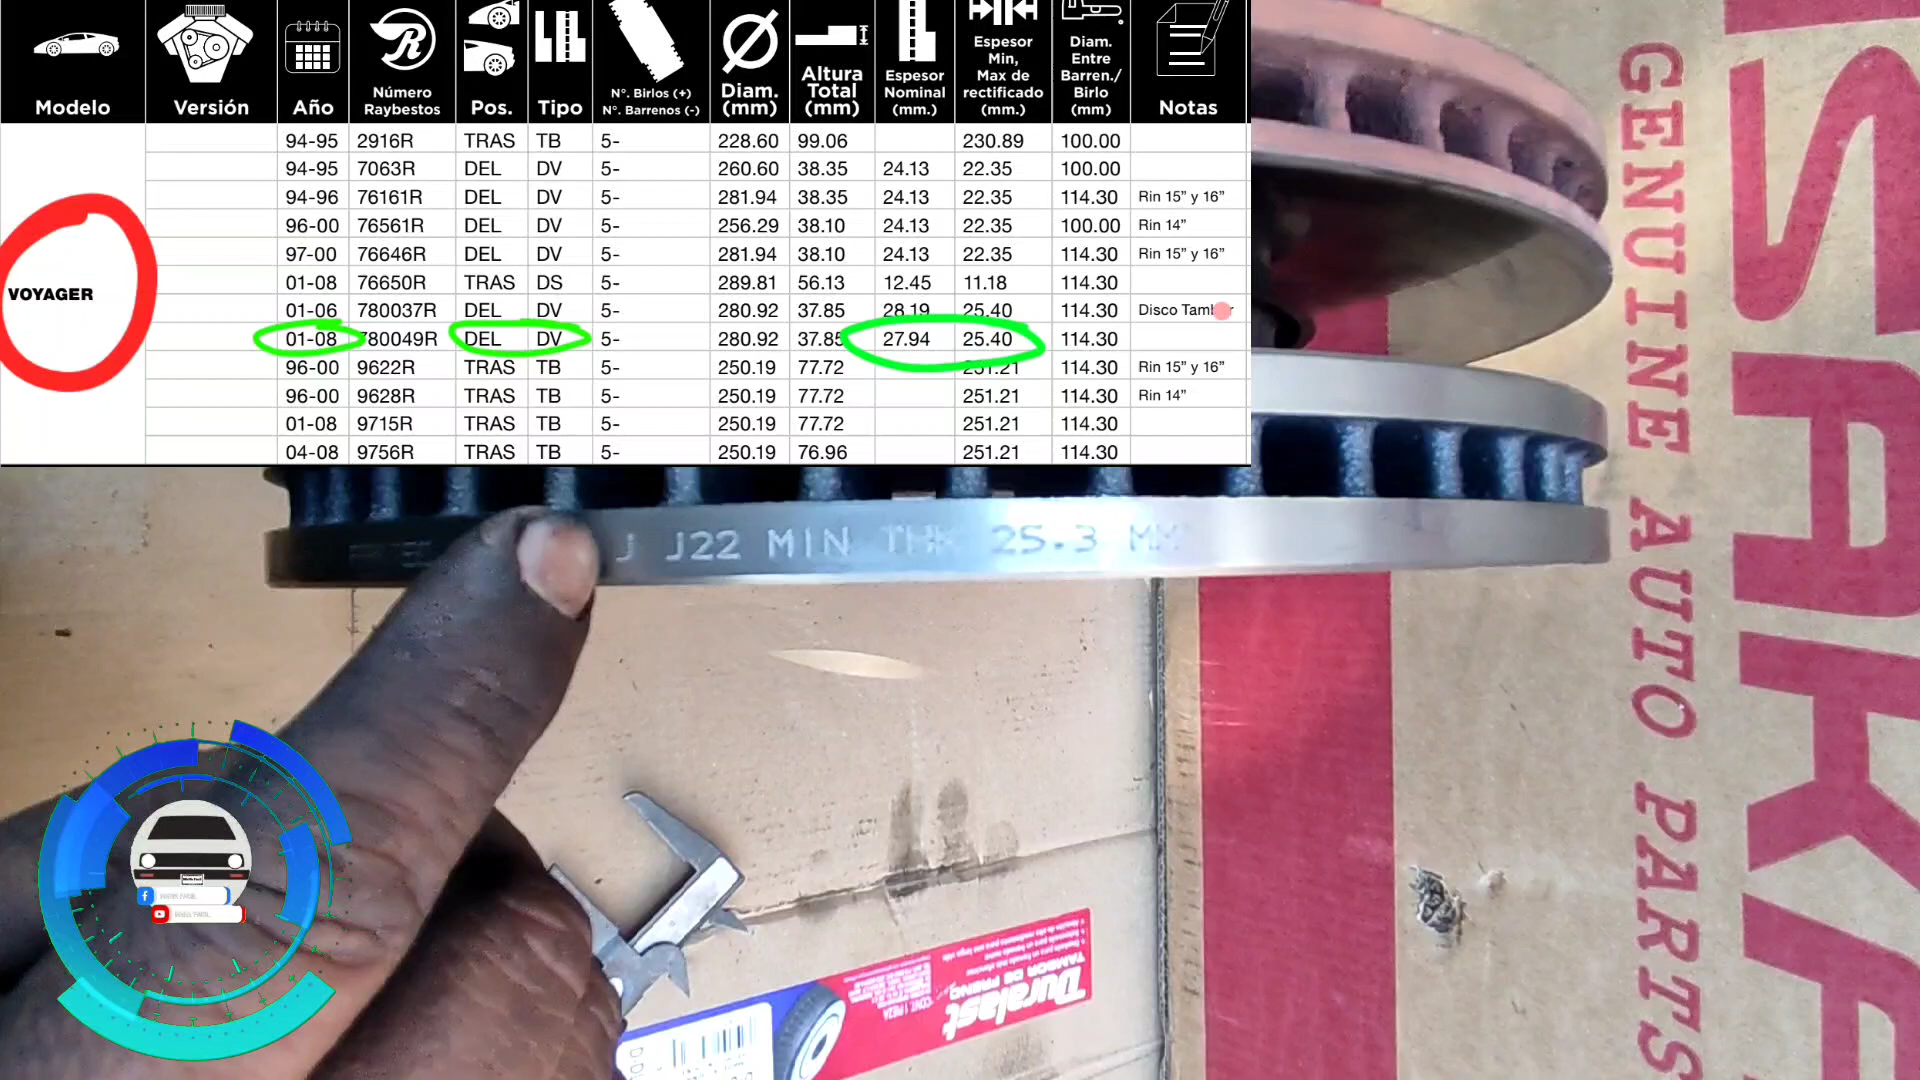 Modelo Versión Año Número Raybestos Pos. Tipo N°. Birlos (+) N°. Barrenos (-) Diam. (mm) Altura Total (mm) Espesor Nominal (mm.) Espesor Min, Max de rectificado (mm.) Diam. Entre Barren./ Birlo (mm) Notas
94-95 2916R TRAS TB 5- 228.60 99.06 230.89 100.00
94-95 7063R DEL DV 5- 260.60 38.35 24.13 22.35 100.00
94-96 76161R DEL DV 5- 281.94 38.35 24.13 22.35 114.30 Rin 15” y 16”
96-00 76561R DEL DV 5- 256.29 38.10 24.13 22.35 100.00 Rin 14”
97-00 76646R DEL DV 5- 281.94 38.10 24.13 22.35 114.30 Rin 15” y 16”
VOYAGER
01-08 76650R TRAS DS 5- 289.81 56.13 12.45 11.18 114.30
01-06 780037R DEL DV 5- 280.92 37.85 28.19 25.40 114.30 Disco Tambor
01-08 780049R DEL DV 5- 280.92 37.85 27.94 25.40 114.30
96-00 9622R TRAS TB 5- 250.19 77.72 251.21 114.30 Rin 15” y 16”
96-00 9628R TRAS TB 5- 250.19 77.72 251.21 114.30 Rin 14”
01-08 9715R TRAS TB 5- 250.19 77.72 251.21 114.30
04-08 9756R TRAS TB 5- 250.19 76.96 251.21 114.30
J J22 MIN THK 25.3 MM
GENUINE AUTO PARTS
SAKA
Duralast
TAMBOR DE FRENO
CONT. 1 PIEZA